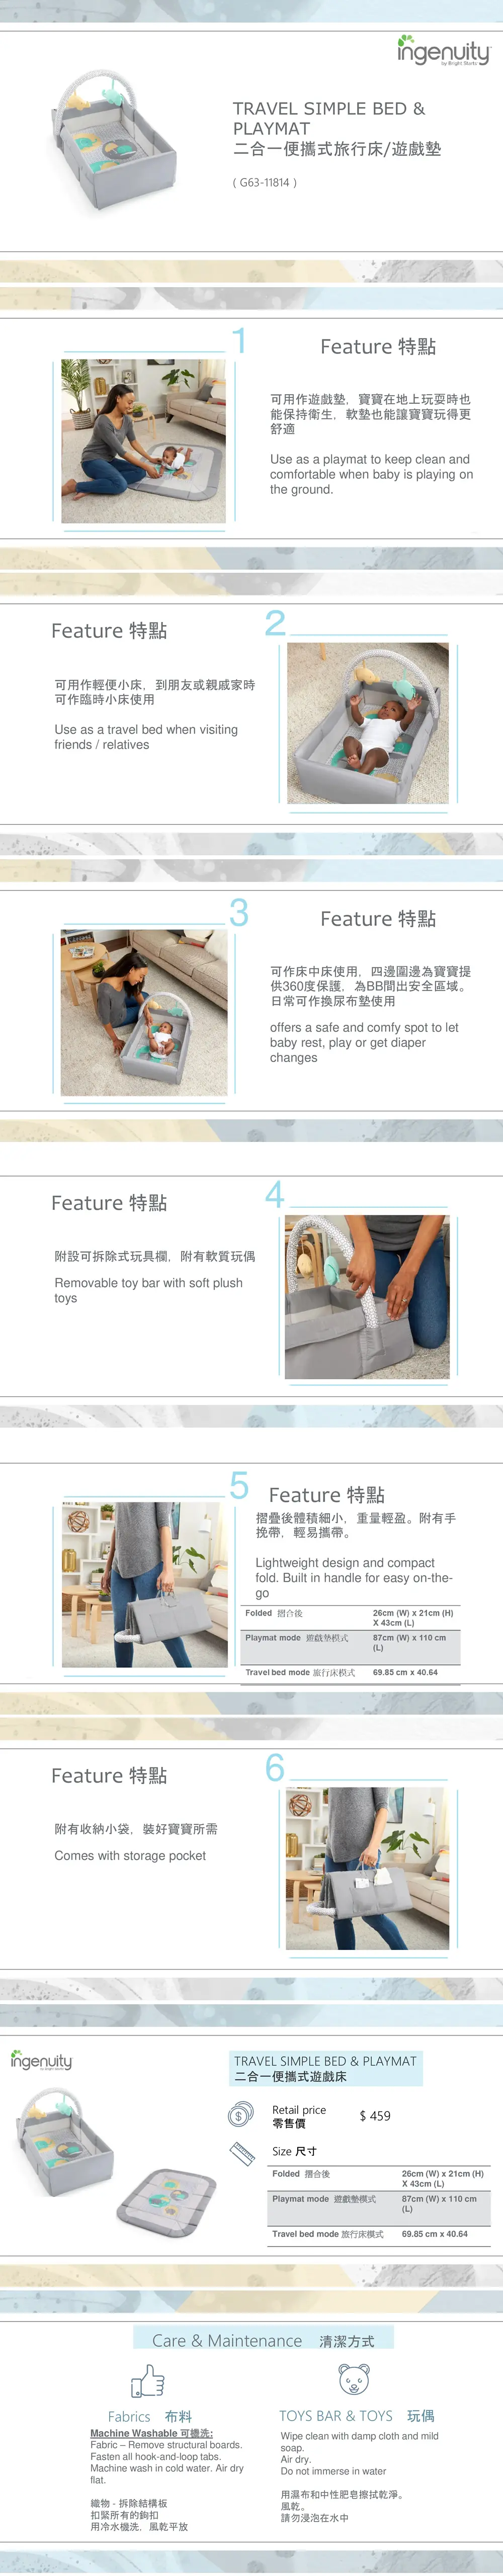 ingenuity
by Bright Starts
TRAVEL SIMPLE BED &
PLAYMAT
二合一便攜式旅行床/遊戲墊
( G63-11814 )
1
Feature 特點
可用作遊戲墊，寶寶在地上玩耍時也
能保持衛生，軟墊也能讓寶寶玩得更
舒適
Use as a playmat to keep clean and
comfortable when baby is playing on
the ground.
Feature 特點
2
可用作輕便小床，到朋友或親戚家時
可作臨時小床使用
Use as a travel bed when visiting
friends / relatives
3
Feature 特點
可作床中床使用，四邊圍邊為寶寶提
供360度保護，為BB間出安全區域。
日常可作換尿布墊使用
offers a safe and comfy spot to let
baby rest, play or get diaper
changes
Feature 特點
4
附設可拆除式玩具欄，附有軟質玩偶
Removable toy bar with soft plush
toys
5
Feature 特點
摺疊後體積細小，重量輕盈。附有手
挽帶，輕易攜帶。
Lightweight design and compact
fold. Built in handle for easy on-the-
go
Folded 摺合後 26cm (W) x 21cm (H)
X 43cm (L)
Playmat mode 遊戲墊模式 87cm (W) x 110 cm
(L)
Travel bed mode 旅行床模式 69.85 cm x 40.64
Feature 特點
6
附有收納小袋，裝好寶寶所需
Comes with storage pocket
ingenuity
by Bright Starts
TRAVEL SIMPLE BED & PLAYMAT
二合一便攜式遊戲床
$
Retail price
零售價
$ 459
Size 尺寸
Folded 摺合後 26cm (W) x 21cm (H)
X 43cm (L)
Playmat mode 遊戲墊模式 87cm (W) x 110 cm
(L)
Travel bed mode 旅行床模式 69.85 cm x 40.64
Care & Maintenance 清潔方式
Fabrics 布料
Machine Washable 可機洗:
Fabric – Remove structural boards.
Fasten all hook-and-loop tabs.
Machine wash in cold water. Air dry
flat.
織物 - 拆除結構板
扣緊所有的鉤扣
用冷水機洗，風乾平放
TOYS BAR & TOYS 玩偶
Wipe clean with damp cloth and mild
soap.
Air dry.
Do not immerse in water
用濕布和中性肥皂擦拭乾淨。
風乾。
請勿浸泡在水中